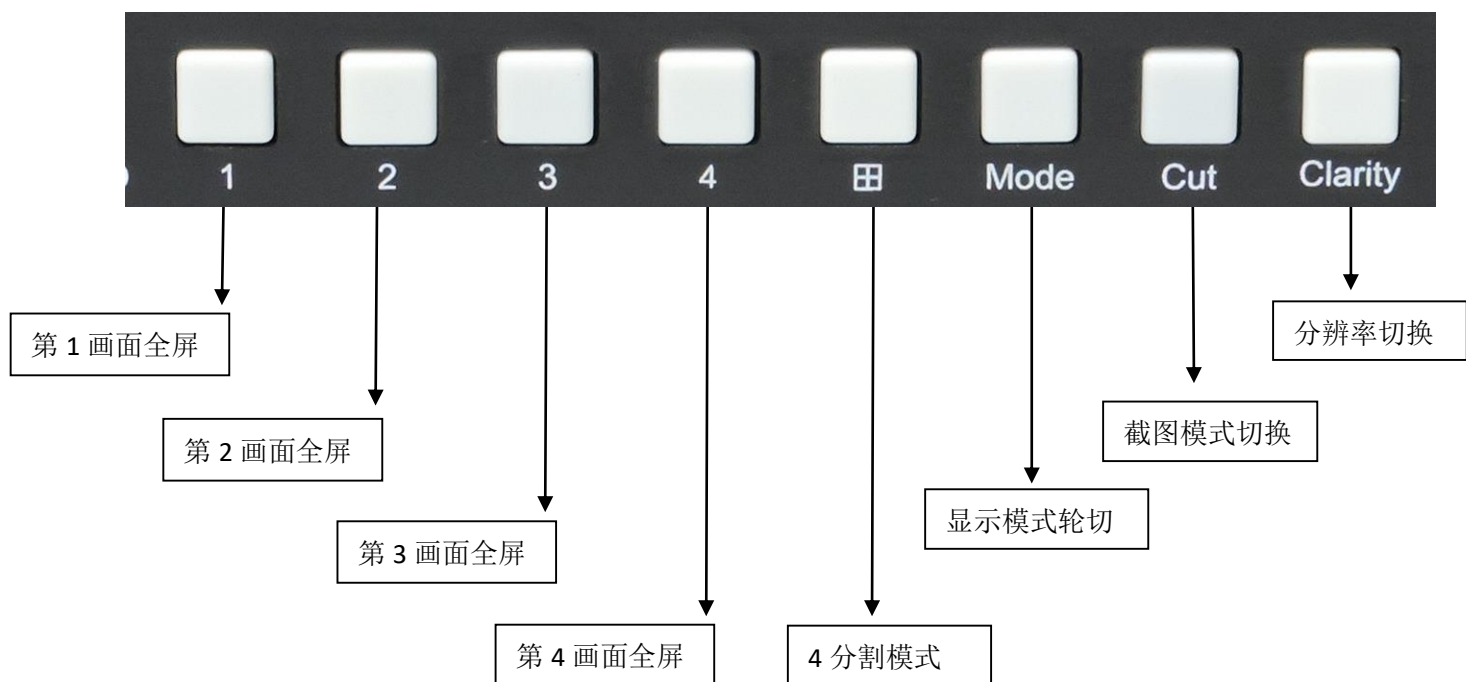 1
2
3
4
田
Mode
Cut
Clarity
第 1 画面全屏
分辨率切换
第 2 画面全屏
截图模式切换
显示模式轮切
第 3 画面全屏
第 4 画面全屏
4 分割模式